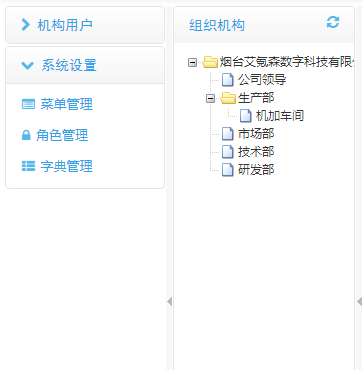 机构用户
系统设置
菜单管理
角色管理
字典管理
组织机构
烟台艾氪森数字科技有限
公司领导
生产部
机加车间
市场部
技术部
研发部